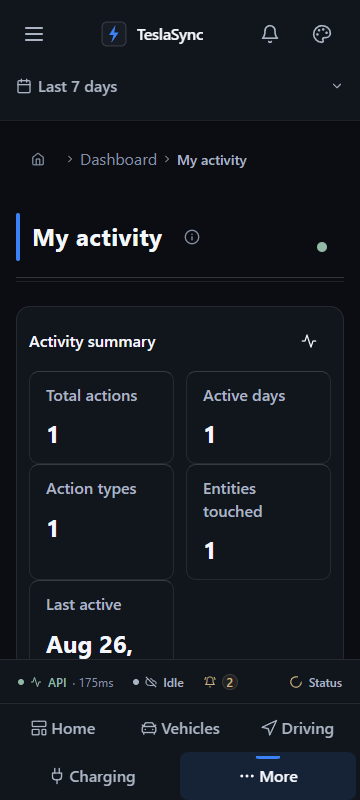 TeslaSync
Last 7 days
Dashboard My activity
My activity
Activity summary
Total actions
1
Active days
1
Action types
1
Entities
touched
1
Last active
Aug 26,
API · 175ms Idle 2 Status
Home Vehicles Driving
Charging More